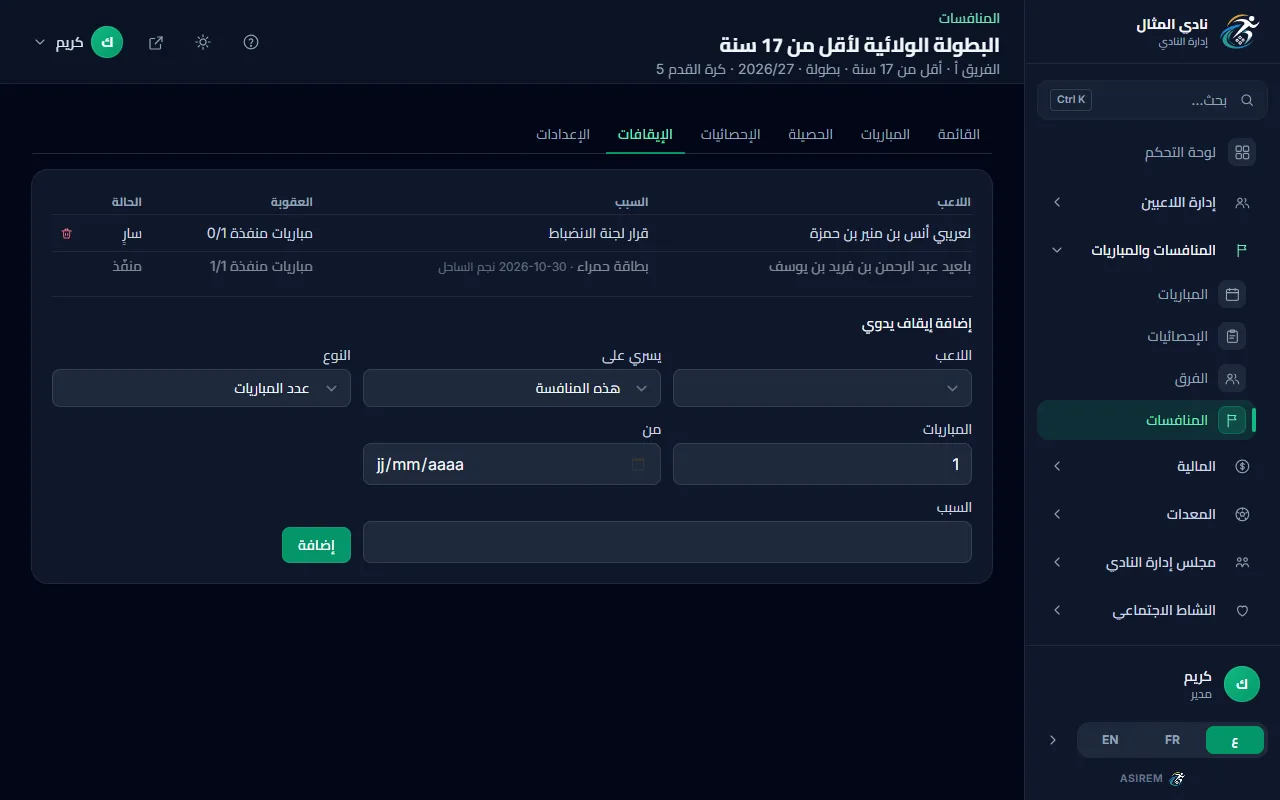 نادي المثال
إدارة النادي
بحث...
Ctrl K
لوحة التحكم
إدارة اللاعبين
المنافسات والمباريات
المباريات
الإحصائيات
الفرق
المنافسات
المالية
المعدات
مجلس إدارة النادي
النشاط الاجتماعي
ك
كريم
مدير
ع
FR
EN
ASIREM
المنافسات
البطولة الولائية لأقل من 17 سنة
الفريق أ · أقل من 17 سنة · بطولة · 2026/27 · كرة القدم 5
ك
كريم
القائمة
المباريات
الحصيلة
الإحصائيات
الإيقافات
الإعدادات
اللاعب
السبب
العقوبة
الحالة
لعريبي أنس بن منير بن حمزة
قرار لجنة الانضباط
مباريات منفذة 0/1
سارٍ
بلعيد عبد الرحمن بن فريد بن يوسف
بطاقة حمراء · 2026-10-30 نجم الساحل
مباريات منفذة 1/1
منفّذ
إضافة إيقاف يدوي
اللاعب
يسري على
النوع
هذه المنافسة
عدد المباريات
المباريات
من
1
jj/mm/aaaa
السبب
إضافة